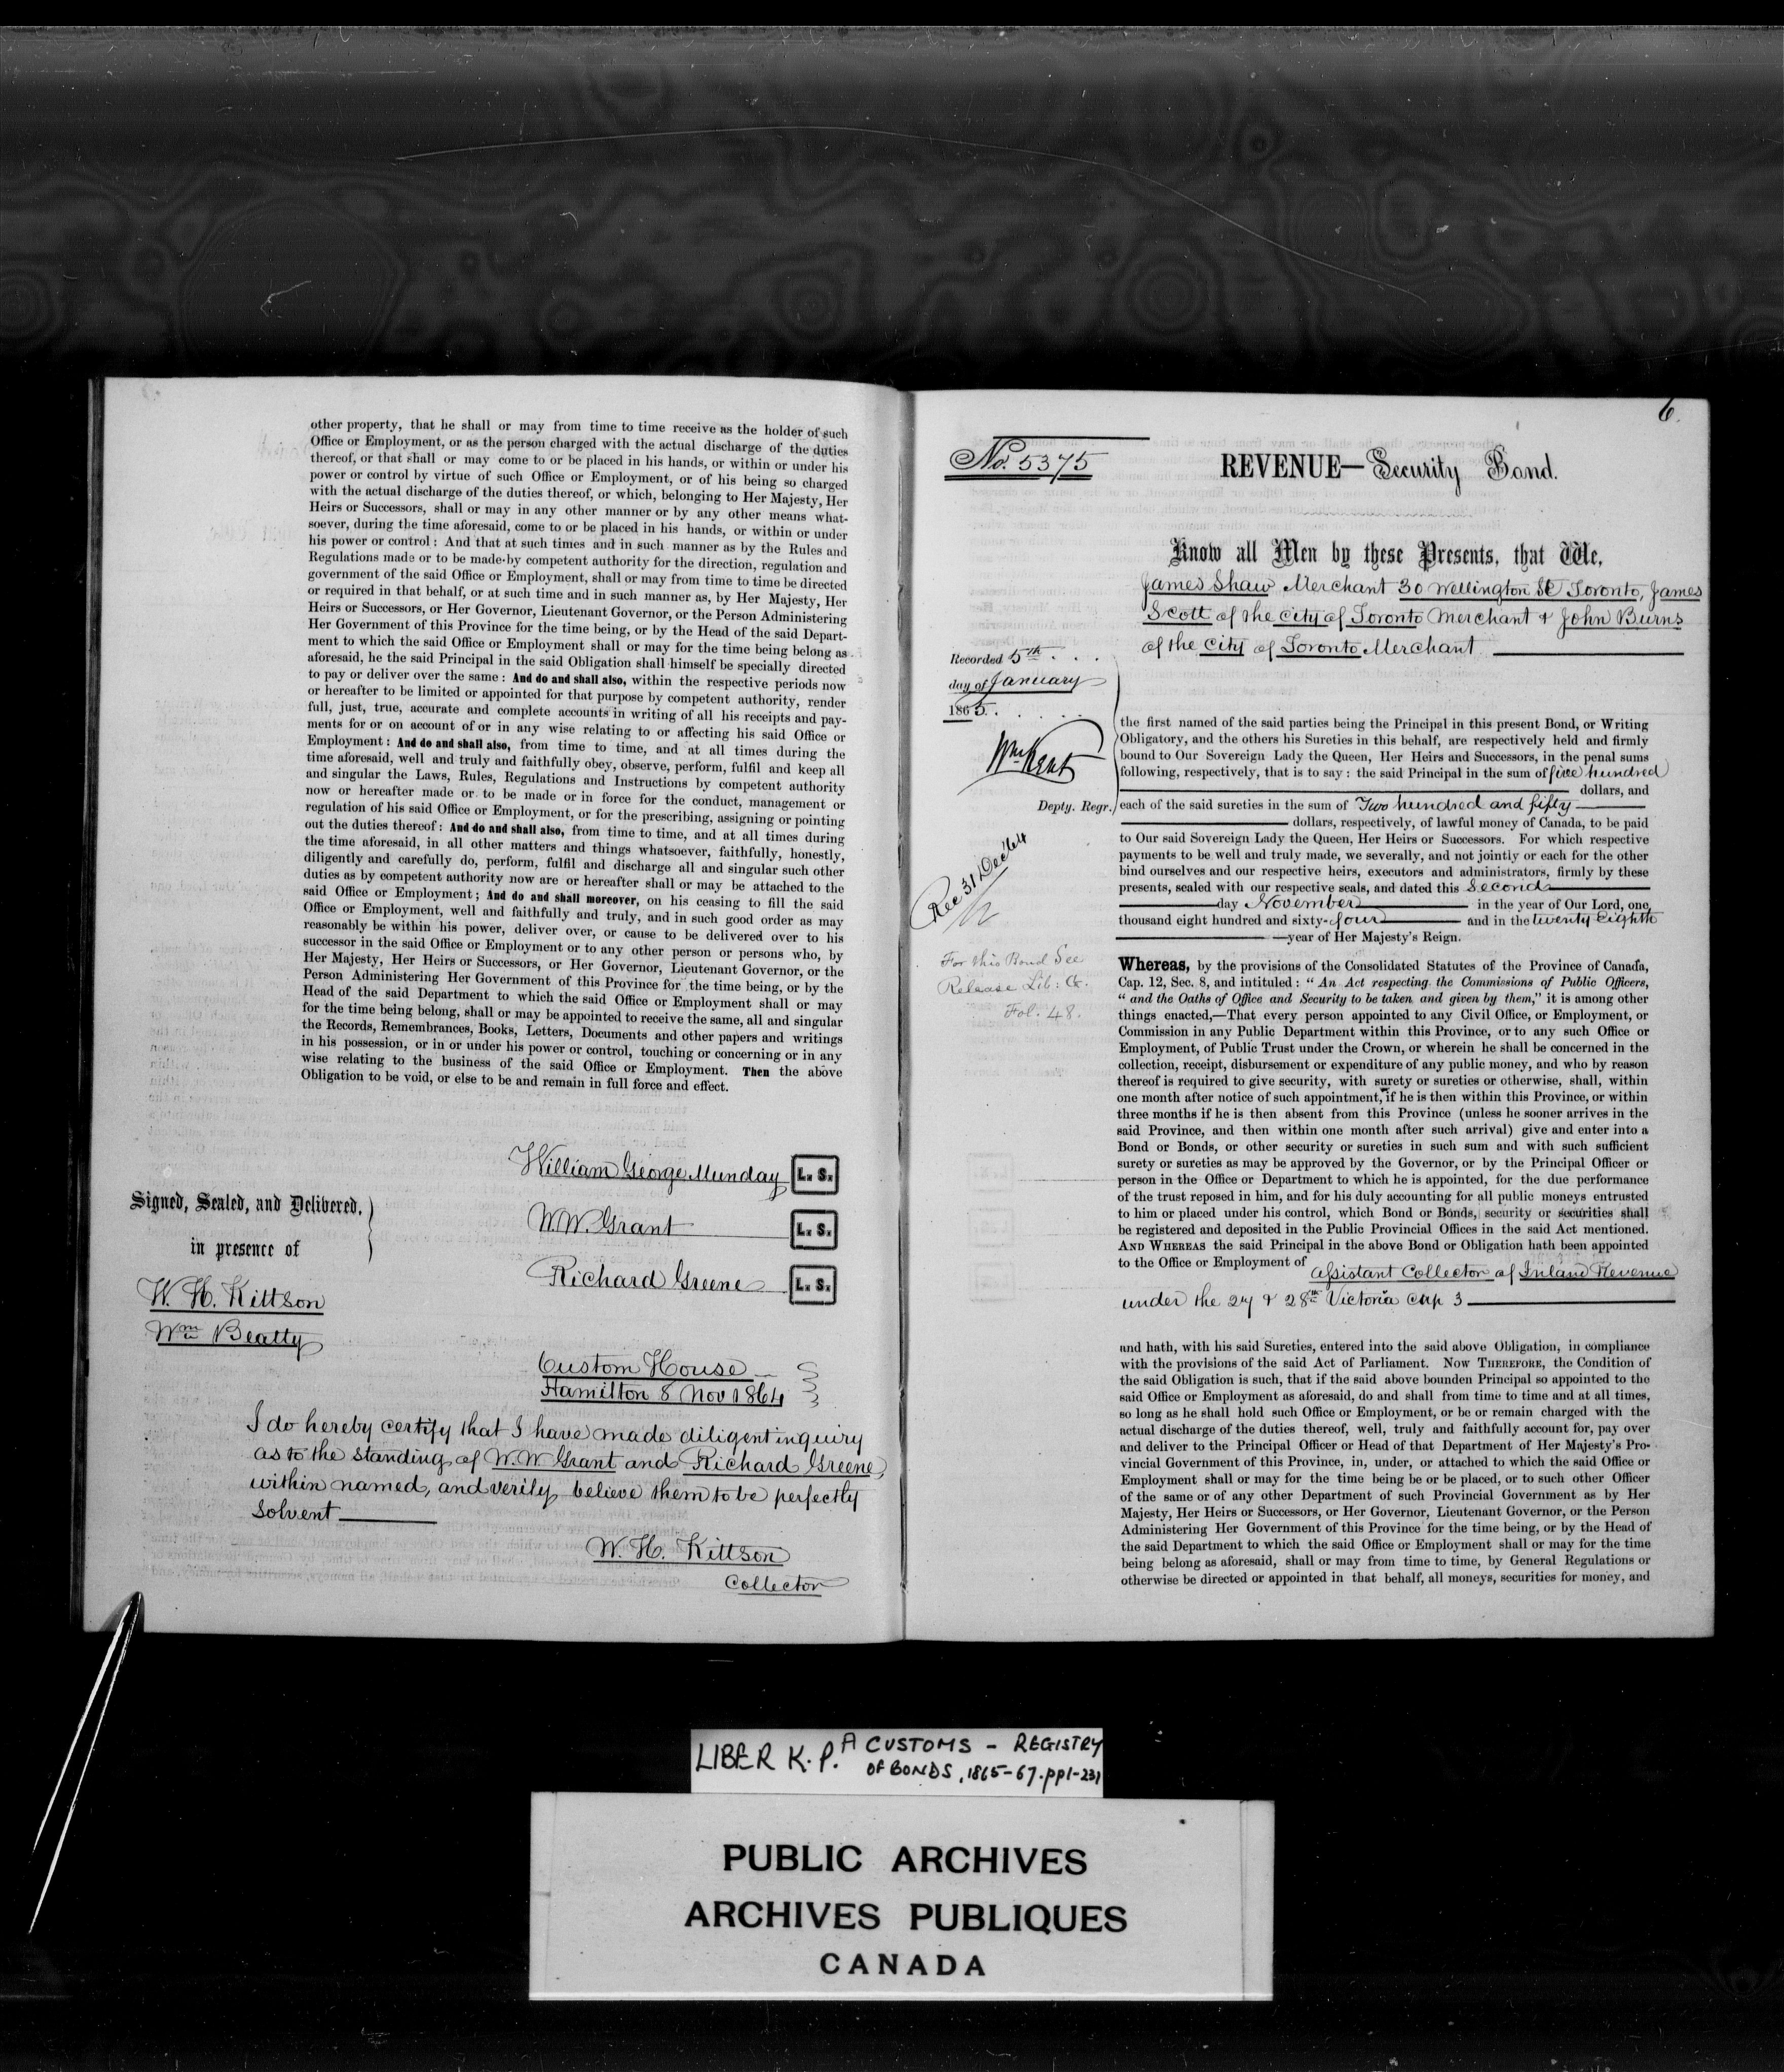 other property, that he shall or may from time to time receive as the holder of such
Office or Employment, or as the person charged with the actual discharge of the duties
thereof, or that shall or may come to or be placed in his hands, or within or under his
power or control by virtue of such Office or Employment, or of his being so charged
with the actual discharge of the duties thereof, or which, belonging to Her Majesty, Her
Heirs or Successors, shall or may in any other manner or by any other means what-
soever, during the time aforesaid, come to or be placed in his hands, or within or under
his power or control: And that at such times and in such manner as by the Rules and
Regulations made or to be made by competent authority for the direction, regulation and
government of the said Office or Employment, shall or may from time to time be directed
or required in that behalf, or at such time and in such manner as, by Her Majesty, Her
Heirs or Successors, or Her Governor, Lieutenant Governor, or the Person Administering
Her Government of this Province for the time being, or by the Head of the said Depart-
ment to which the said Office or Employment shall or may for the time being belong as
aforesaid, he the said Principal in the said Obligation shall himself be specially directed
to pay or deliver over the same: And do and shall also, within the respective periods now
or hereafter to be limited or appointed for that purpose by competent authority, render
full, just, true, accurate and complete accounts in writing of all his receipts and pay-
ments for or on account of or in any wise relating to or affecting his said Office or
Employment: And do and shall also, from time to time, and at all times during the
time aforesaid, well and truly and faithfully obey, observe, perform, fulfil and keep all
and singular the Laws, Rules, Regulations and Instructions by competent authority
now or hereafter made or to be made or in force for the conduct, management or
regulation of his said Office or Employment, or for the prescribing, assigning or pointing
out the duties thereof: And do and shall also, from time to time, and at all times during
the time aforesaid, in all other matters and things whatsoever, faithfully, honestly,
diligently and carefully do, perform, fulfil and discharge all and singular such other
duties as by competent authority now are or hereafter shall or may be attached to the
said Office or Employment; And do and shall moreover, on his ceasing to fill the said
Office or Employment, well and faithfully and truly, and in such good order as may
reasonably be within his power, deliver over, or cause to be delivered over to his
successor in the said Office or Employment or to any other person or persons who, by
Her Majesty, Her Heirs or Successors, or Her Governor, Lieutenant Governor, or the
Person Administering Her Government of this Province for the time being, or by the
Head of the said Department to which the said Office or Employment shall or may
for the time being belong, shall or may be appointed to receive the same, all and singular
the Records, Remembrances, Books, Letters, Documents and other papers and writings
in his possession, or in or under his power or control, touching or concerning or in any
wise relating to the business of the said Office or Employment. Then the above
Obligation to be void, or else to be and remain in full force and effect.
William George Munday L. S.
Signed, Sealed, and Delivered,
W. W. Grant L. S.
in presence of
Richard Greene L. S.
W. H. Kittson
Wm Beatty
Custom House
Hamilton 8 Nov 1864
I do hereby certify that I have made diligent inquiry
as to the standing of W. W Grant and Richard Greene,
within named, and verily believe them to be perfectly
Solvent
W. H. Kittson
Collector
6.
No. 5375
REVENUE—Security Bond.
Know all Men by these Presents, that We,
James Shaw Merchant 30 Wellington St Toronto, James
Scott of the City of Toronto Merchant & John Burns
of the City of Toronto Merchant
Recorded 5th . . .
day of January
1865. . . . .
Wm Kent
Depty. Regr.
Rec 31 Dec/64
For this Bond See
Release Lib: G.
Fol. 48.
the first named of the said parties being the Principal in this present Bond, or Writing
Obligatory, and the others his Sureties in this behalf, are respectively held and firmly
bound to Our Sovereign Lady the Queen, Her Heirs and Successors, in the penal sums
following, respectively, that is to say: the said Principal in the sum of five hundred
dollars, and
each of the said sureties in the sum of Two hundred and fifty
dollars, respectively, of lawful money of Canada, to be paid
to Our said Sovereign Lady the Queen, Her Heirs or Successors. For which respective
payments to be well and truly made, we severally, and not jointly or each for the other
bind ourselves and our respective heirs, executors and administrators, firmly by these
presents, sealed with our respective seals, and dated this Second
day November in the year of Our Lord, one
thousand eight hundred and sixty-four and in the twenty Eighth
year of Her Majesty's Reign.
Whereas, by the provisions of the Consolidated Statutes of the Province of Canada,
Cap. 12, Sec. 8, and intituled: "An Act respecting the Commissions of Public Officers,
"and the Oaths of Office and Security to be taken and given by them," it is among other
things enacted,—That every person appointed to any Civil Office, or Employment, or
Commission in any Public Department within this Province, or to any such Office or
Employment, of Public Trust under the Crown, or wherein he shall be concerned in the
collection, receipt, disbursement or expenditure of any public money, and who by reason
thereof is required to give security, with surety or sureties or otherwise, shall, within
one month after notice of such appointment, if he is then within this Province, or within
three months if he is then absent from this Province (unless he sooner arrives in the
said Province, and then within one month after such arrival) give and enter into a
Bond or Bonds, or other security or sureties in such sum and with such sufficient
surety or sureties as may be approved by the Governor, or by the Principal Officer or
person in the Office or Department to which he is appointed, for the due performance
of the trust reposed in him, and for his duly accounting for all public moneys entrusted
to him or placed under his control, which Bond or Bonds, security or securities shall
be registered and deposited in the Public Provincial Offices in the said Act mentioned.
AND WHEREAS the said Principal in the above Bond or Obligation hath been appointed
to the Office or Employment of Assistant Collector of Inland Revenue
under the 27 & 28th Victoria Cap 3
and hath, with his said Sureties, entered into the said above Obligation, in compliance
with the provisions of the said Act of Parliament. NOW THEREFORE, the Condition of
the said Obligation is such, that if the said above bounden Principal so appointed to the
said Office or Employment as aforesaid, do and shall from time to time and at all times,
so long as he shall hold such Office or Employment, or be or remain charged with the
actual discharge of the duties thereof, well, truly and faithfully account for, pay over
and deliver to the Principal Officer or Head of that Department of Her Majesty's Pro-
vincial Government of this Province, in, under, or attached to which the said Office or
Employment shall or may for the time being be or be placed, or to such other Officer
of the same or of any other Department of such Provincial Government as by Her
Majesty, Her Heirs or Successors, or Her Governor, Lieutenant Governor, or the Person
Administering Her Government of this Province for the time being, or by the Head of
the said Department to which the said Office or Employment shall or may for the time
being belong as aforesaid, shall or may from time to time, by General Regulations or
otherwise be directed or appointed in that behalf, all moneys, securities for money, and
LIBER K.P. A CUSTOMS - REGISTRY
OF BONDS, 1865-67. pp1-231
PUBLIC ARCHIVES
ARCHIVES PUBLIQUES
CANADA